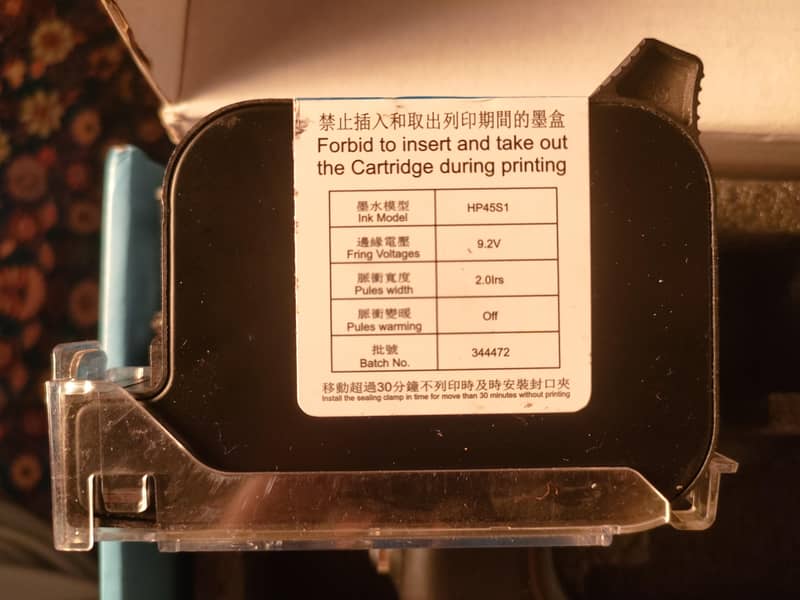 禁止插入和取出列印期間的墨盒
Forbid to insert and take out
the Cartridge during printing
墨水模型
Ink Model
HP45S1
邊緣電壓
Fring Voltages
9.2V
脈衝寬度
Pules width
2.0lrs
脈衝變暖
Pules warming
Off
批號
Batch No.
344472
移動超過30分鐘不列印時及時安裝封口夾
Install the sealing clamp in time for move than 30 minutes without printing